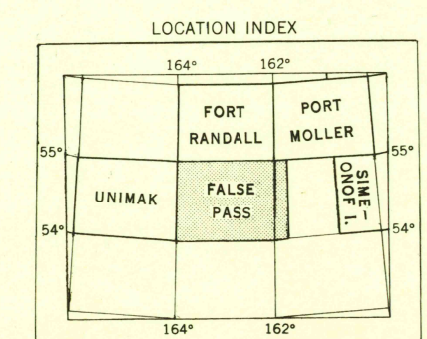 LOCATION INDEX
164° 162°
FORT RANDALL
PORT MOLLER
55° 55°
UNIMAK
FALSE PASS
SIME-
ONOF I.
54° 54°
164° 162°